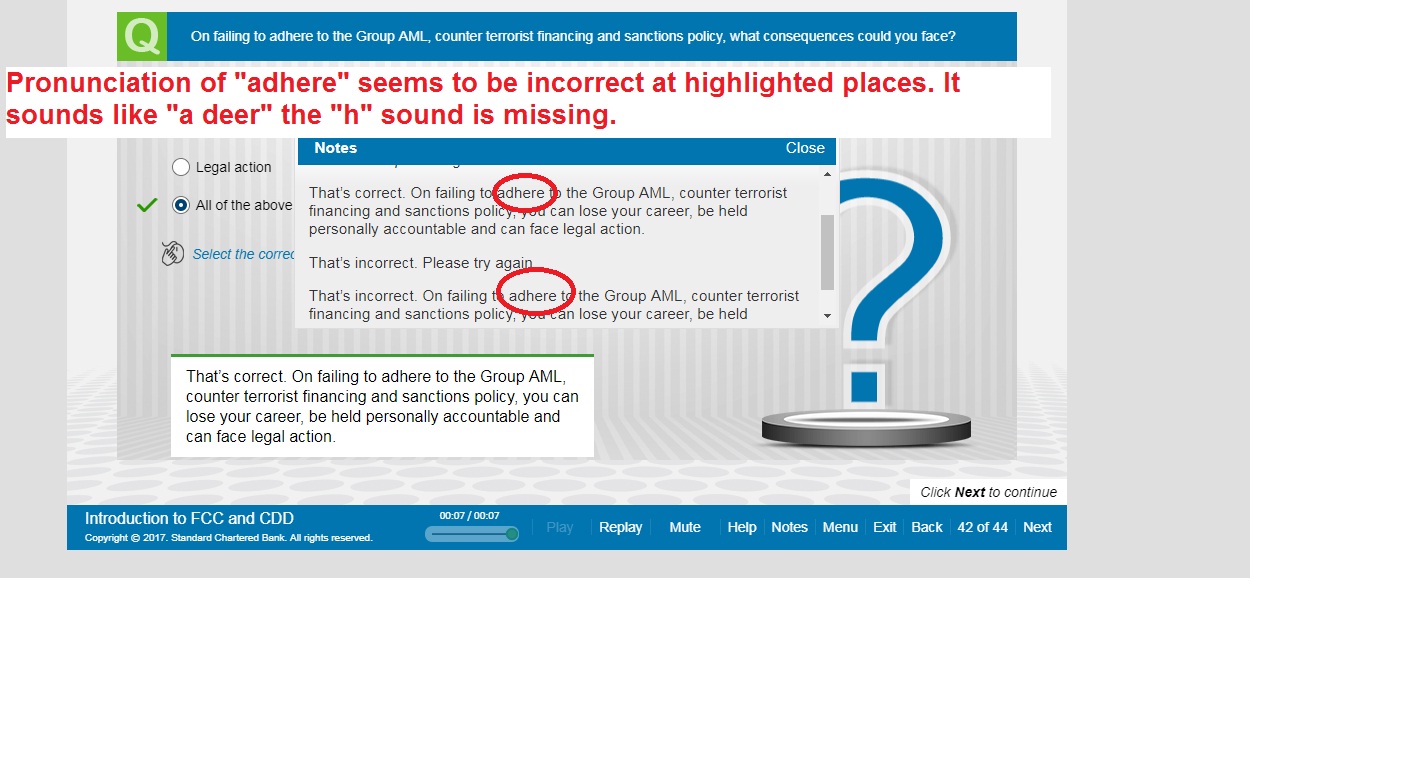 Q
On failing to adhere to the Group AML, counter terrorist financing and sanctions policy, what consequences could you face?
Pronunciation of "adhere" seems to be incorrect at highlighted places. It
sounds like "a deer" the "h" sound is missing.
Notes
Close
Legal action
All of the above
Select the correc
That's correct. On failing to adhere to the Group AML, counter terrorist
financing and sanctions policy, you can lose your career, be held
personally accountable and can face legal action.
That's incorrect. Please try again.
That's incorrect. On failing to adhere to the Group AML, counter terrorist
financing and sanctions policy, you can lose your career, be held
That's correct. On failing to adhere to the Group AML,
counter terrorist financing and sanctions policy, you can
lose your career, be held personally accountable and
can face legal action.
Click Next to continue
Introduction to FCC and CDD
Copyright © 2017. Standard Chartered Bank. All rights reserved.
00:07 / 00:07
Play
Replay
Mute
Help
Notes
Menu
Exit
Back
42 of 44
Next